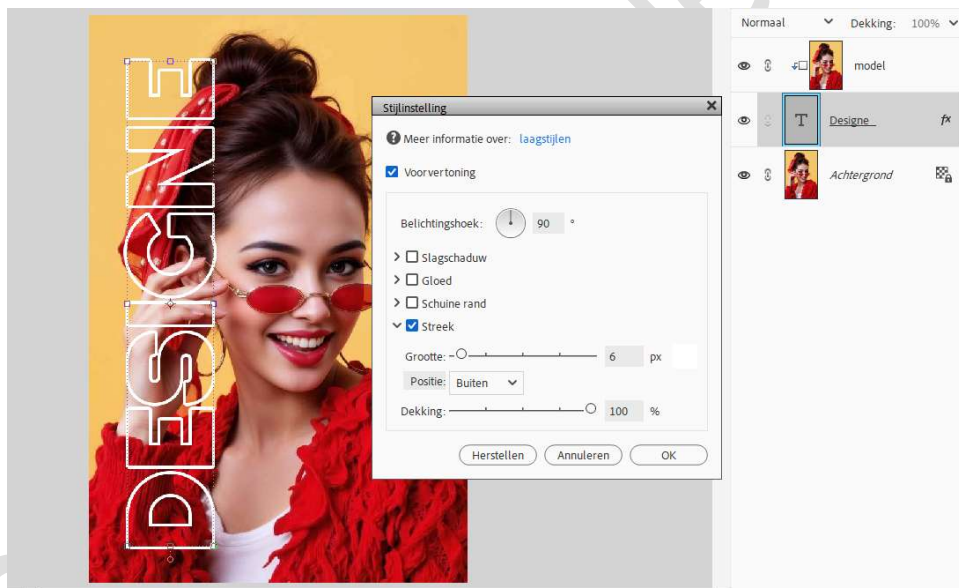 Normaal Dekking: 100%
model
T Designe fx
Achtergrond
DESIGNE
Stijlinstelling
Meer informatie over: laagstijlen
Voorvertoning
Belichtingshoek: 90 °
Slagschaduw
Gloed
Schuine rand
Streek
Grootte: 6 px
Positie: Buiten
Dekking: 100 %
Herstellen Annuleren OK